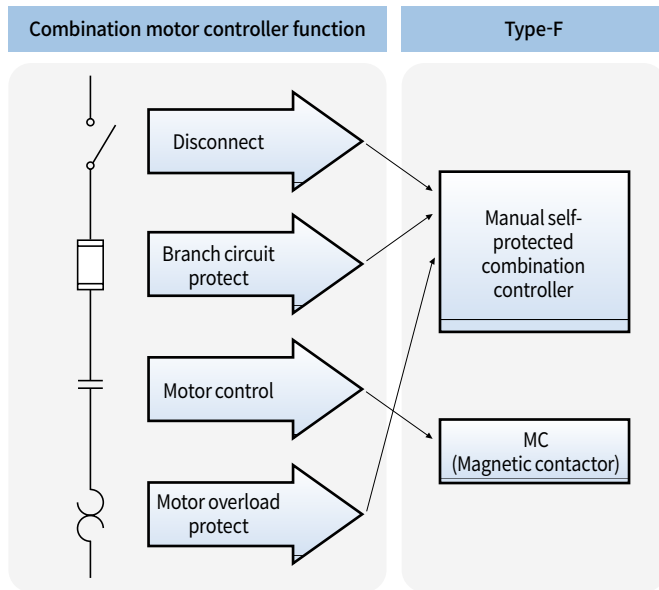 Combination motor controller function
Type-F
Disconnect
Branch circuit
protect
Motor control
Motor overload
protect
Manual self-
protected
combination
controller
MC
(Magnetic contactor)